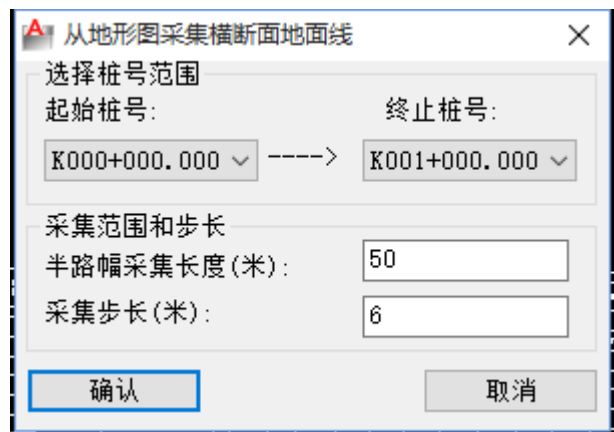 从地形图采集横断面地面线
选择桩号范围
起始桩号: 终止桩号:
K000+000.000 ----> K001+000.000
采集范围和步长
半路幅采集长度(米): 50
采集步长(米): 6
确认 取消